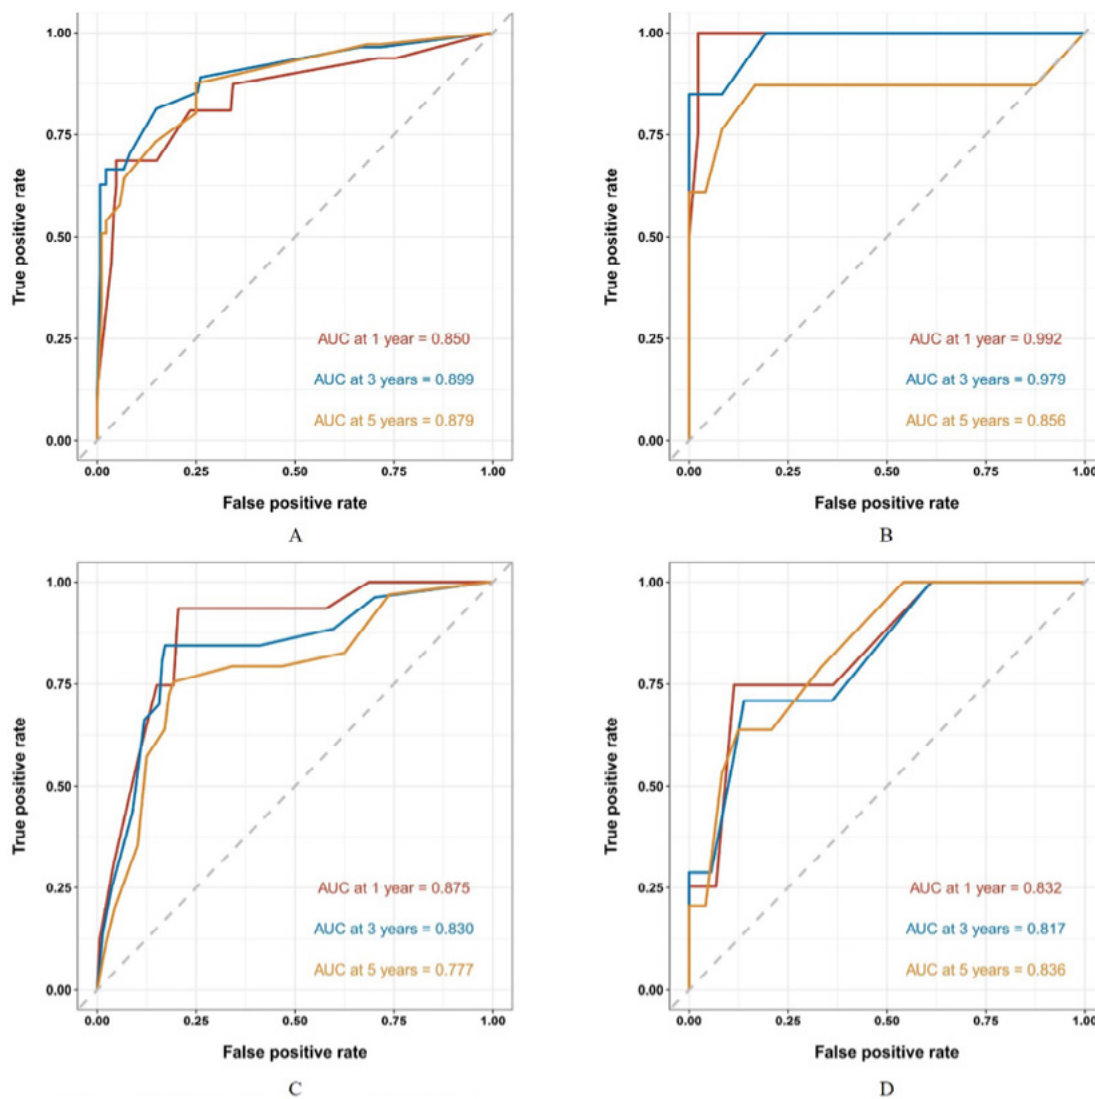 1.00
0.75
0.50
0.25
0.00
True positive rate
AUC at 1 year = 0.850
AUC at 3 years = 0.899
AUC at 5 years = 0.879
0.00 0.25 0.50 0.75 1.00
False positive rate
A
1.00
0.75
0.50
0.25
0.00
True positive rate
AUC at 1 year = 0.992
AUC at 3 years = 0.979
AUC at 5 years = 0.856
0.00 0.25 0.50 0.75 1.00
False positive rate
B
1.00
0.75
0.50
0.25
0.00
True positive rate
AUC at 1 year = 0.875
AUC at 3 years = 0.830
AUC at 5 years = 0.777
0.00 0.25 0.50 0.75 1.00
False positive rate
C
1.00
0.75
0.50
0.25
0.00
True positive rate
AUC at 1 year = 0.832
AUC at 3 years = 0.817
AUC at 5 years = 0.836
0.00 0.25 0.50 0.75 1.00
False positive rate
D